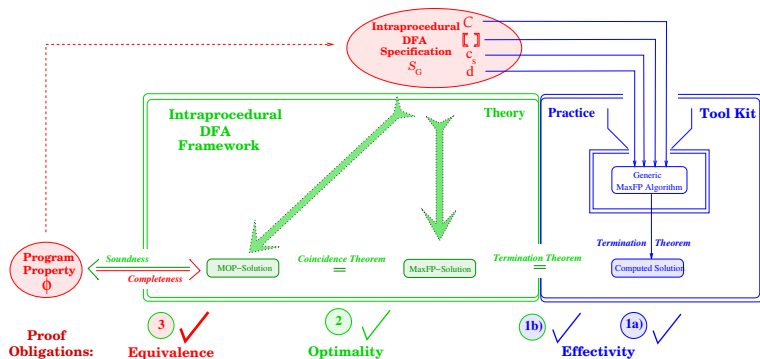 Intraprocedural
DFA
Specification
S_G
C
⟦ ⟧
c_s
d
Intraprocedural
DFA
Framework
Theory
Practice
Tool Kit
Generic
MaxFP Algorithm
Termination Theorem
Computed Solution
Program
Property
ϕ
Soundness
Completeness
MOP-Solution
Coincidence Theorem
=
MaxFP-Solution
Termination Theorem
=
Proof
Obligations:
3
Equivalence
2
Optimality
1b)
1a)
Effectivity